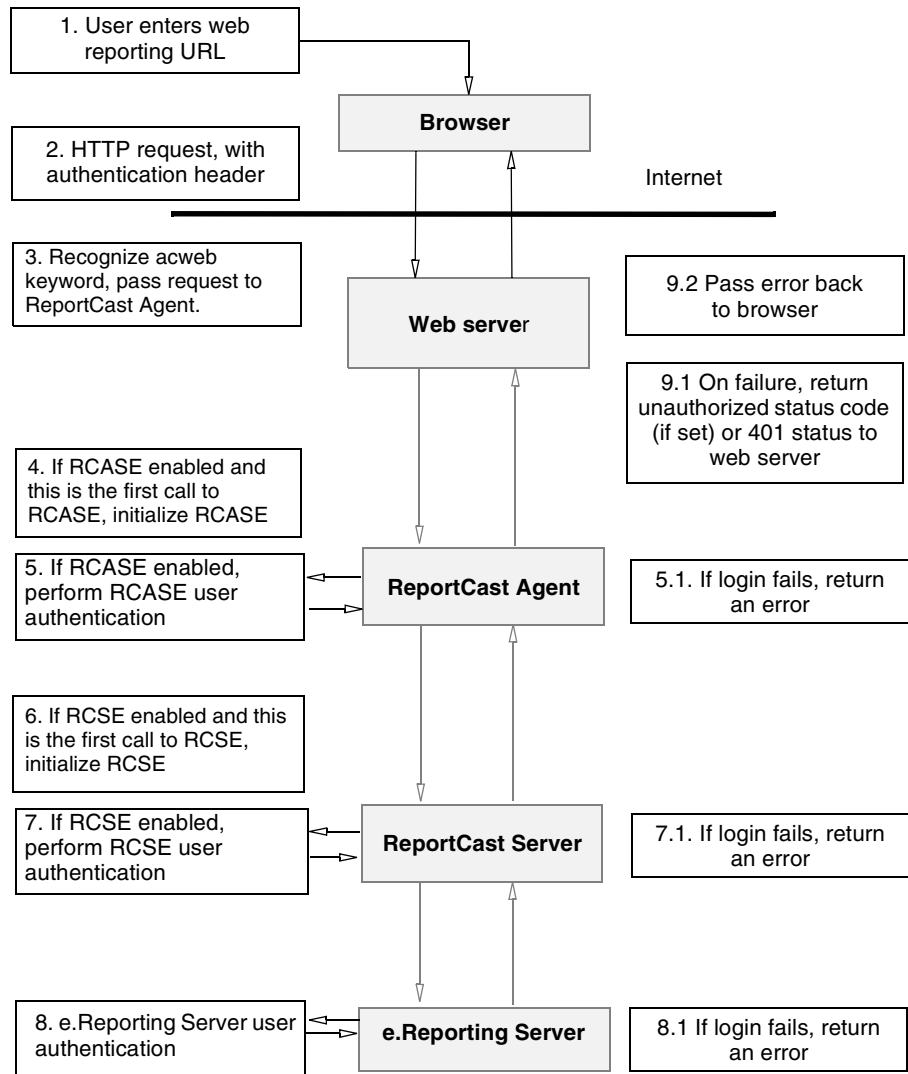 1. User enters web
reporting URL
Browser
2. HTTP request, with
authentication header
Internet
3. Recognize acweb
keyword, pass request to
ReportCast Agent.
Web server
9.2 Pass error back
to browser
9.1 On failure, return
unauthorized status code
(if set) or 401 status to
web server
4. If RCASE enabled and
this is the first call to
RCASE, initialize RCASE
5. If RCASE enabled,
perform RCASE user
authentication
ReportCast Agent
5.1. If login fails, return
an error
6. If RCSE enabled and this
is the first call to RCSE,
initialize RCSE
7. If RCSE enabled,
perform RCSE user
authentication
ReportCast Server
7.1. If login fails, return
an error
8. e.Reporting Server user
authentication
e.Reporting Server
8.1 If login fails, return
an error